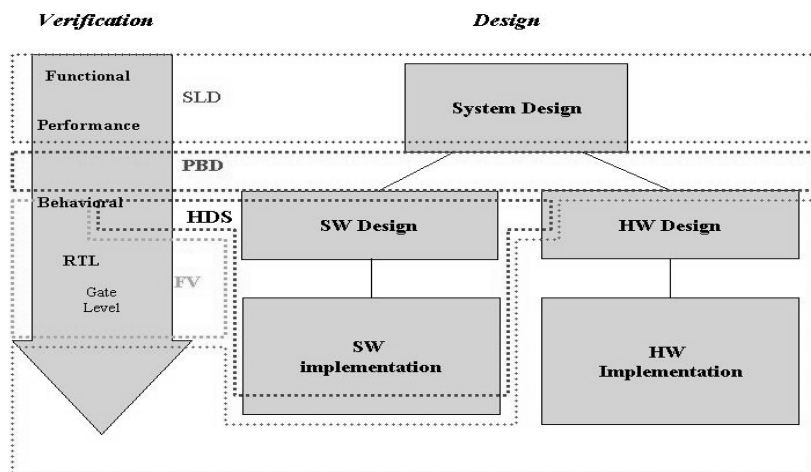 Verification
Design
Functional
SLD
Performance
System Design
PBD
Behavioral
HDS
SW Design
HW Design
RTL
FV
Gate
Level
SW
implementation
HW
Implementation